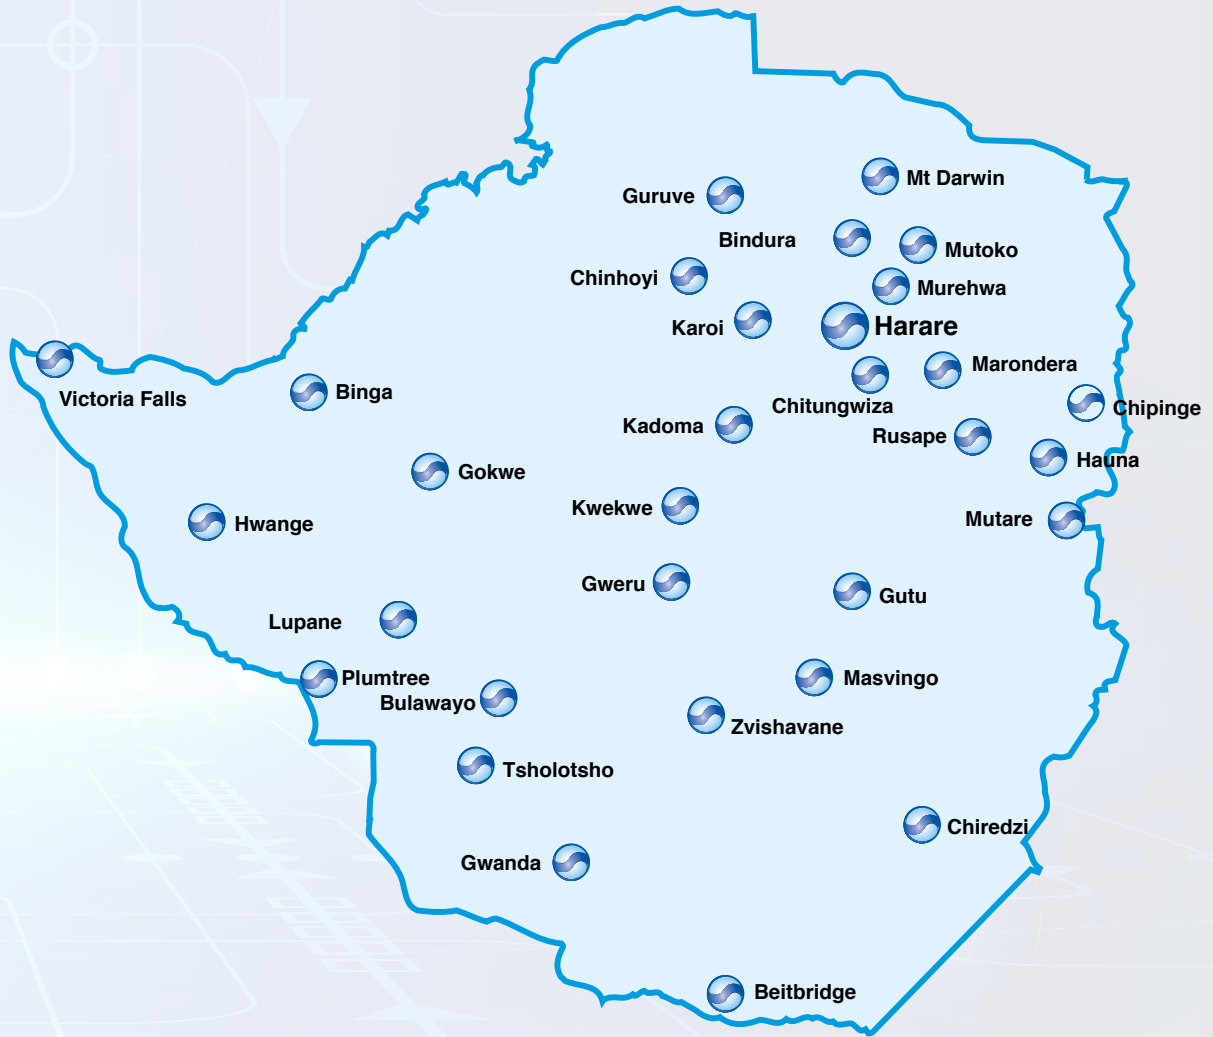 Mt Darwin
Guruve
Bindura
Mutoko
Chinhoyi
Murehwa
Karoi
Harare
Marondera
Victoria Falls
Binga
Chitungwiza
Chipinge
Kadoma
Rusape
Hauna
Gokwe
Kwekwe
Mutare
Hwange
Gweru
Gutu
Lupane
Plumtree
Masvingo
Bulawayo
Zvishavane
Tsholotsho
Chiredzi
Gwanda
Beitbridge